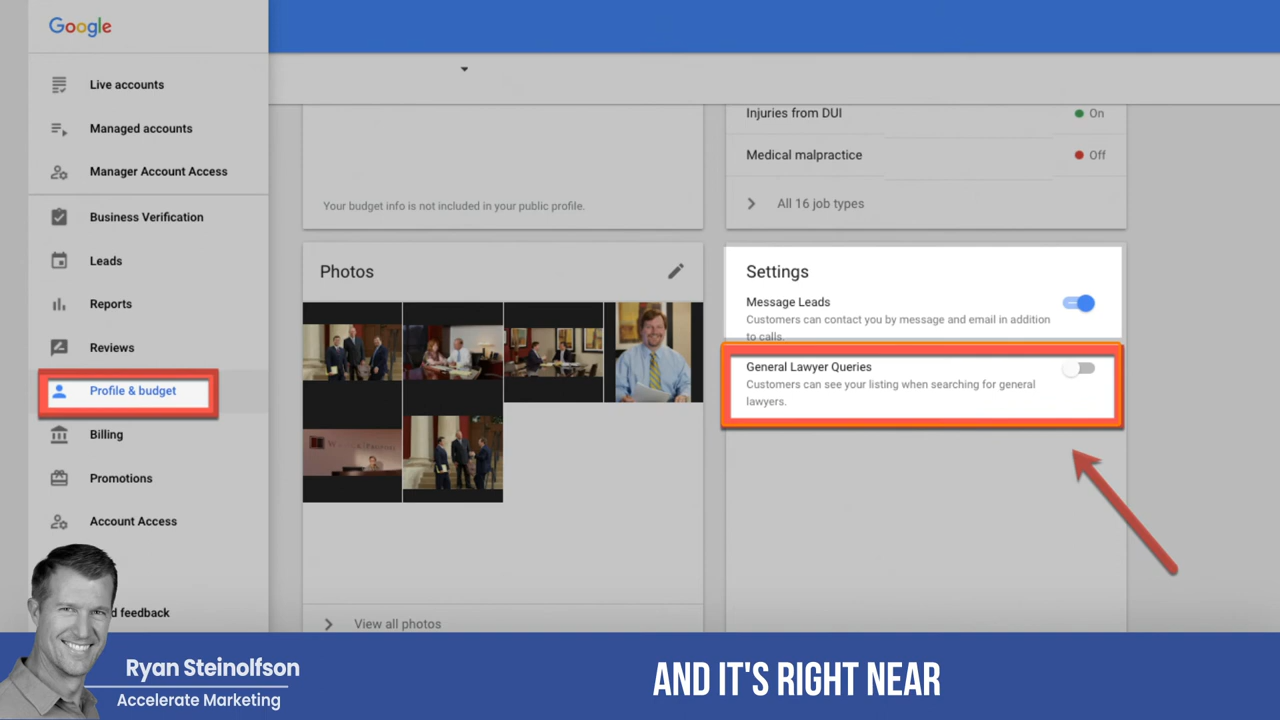 Google
Live accounts
Managed accounts
Manager Account Access
Business Verification
Leads
Reports
Reviews
Profile & budget
Billing
Promotions
Account Access
d feedback
Your budget info is not included in your public profile.
Photos
View all photos
Injuries from DUI On
Medical malpractice Off
All 16 job types
Settings
Message Leads
Customers can contact you by message and email in addition
to calls.
General Lawyer Queries
Customers can see your listing when searching for general
lawyers.
Ryan Steinolfson
Accelerate Marketing
AND IT'S RIGHT NEAR